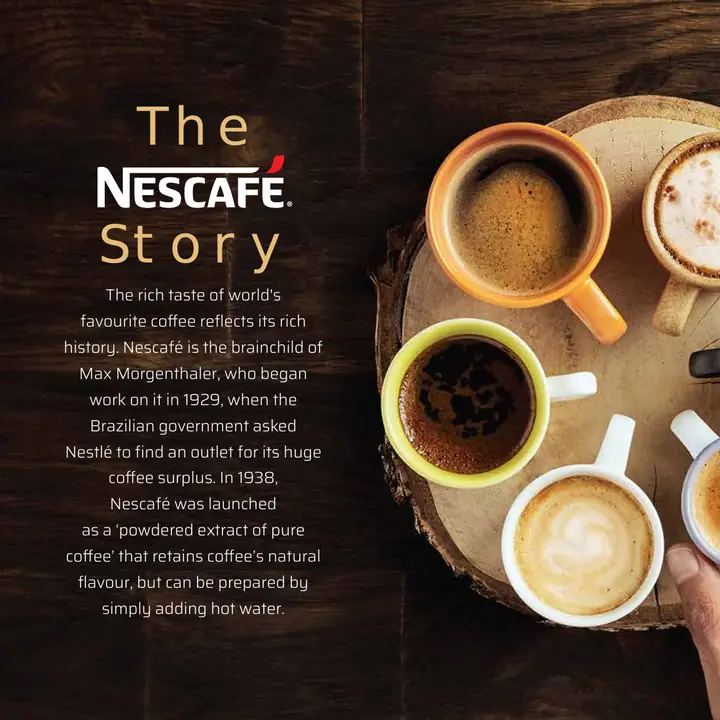 The
NESCAFÉ®
Story
The rich taste of world's
favourite coffee reflects its rich
history. Nescafé is the brainchild of
Max Morgenthaler, who began
work on it in 1929, when the
Brazilian government asked
Nestlé to find an outlet for its huge
coffee surplus. In 1938,
Nescafé was launched
as a ‘powdered extract of pure
coffee’ that retains coffee’s natural
flavour, but can be prepared by
simply adding hot water.